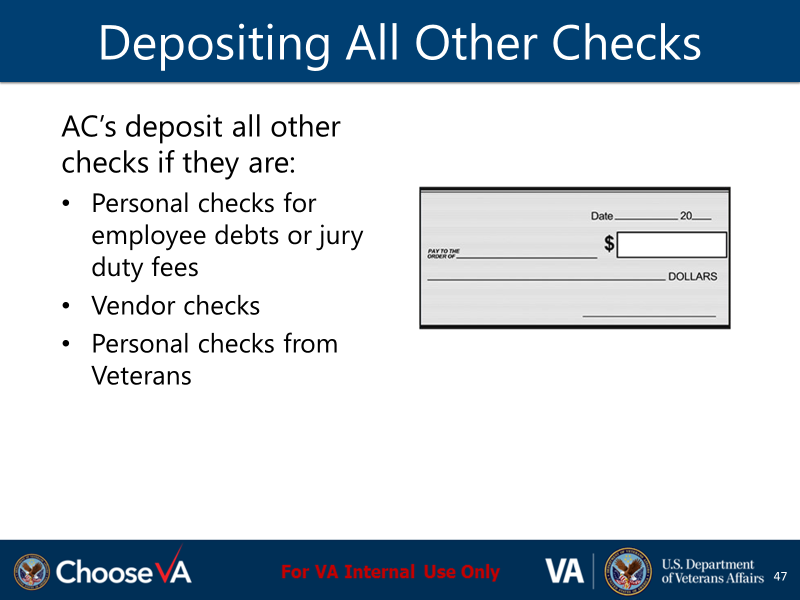 Depositing All Other Checks
AC’s deposit all other
checks if they are:
• Personal checks for
employee debts or jury
duty fees
• Vendor checks
• Personal checks from
Veterans
Date 20
$
PAY TO THE
ORDER OF
DOLLARS
Choose VA
For VA Internal Use Only
VA
U.S. Department
of Veterans Affairs
47